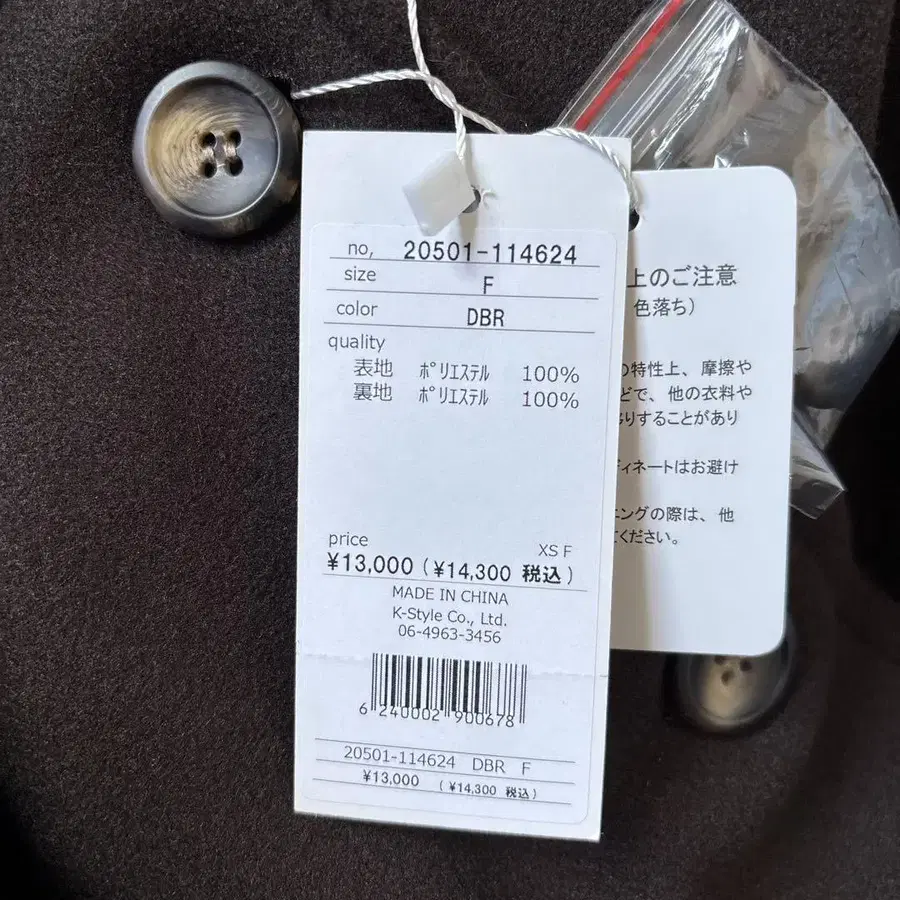 no, 20501-114624
size F
color DBR
quality
表地 ﾎﾟﾘｴｽﾃﾙ 100%
裏地 ﾎﾟﾘｴｽﾃﾙ 100%
price XS F
¥13,000 (¥14,300 税込)
MADE IN CHINA
K-Style Co., Ltd.
06-4963-3456
6 240002 900678
20501-114624 DBR F
¥13,000 (¥14,300 税込)
上のご注意
色落ち)
の特性上、摩擦や
どで、他の衣料や
移りすることがあり
ディネートはお避け
ニングの際は、他
てください。